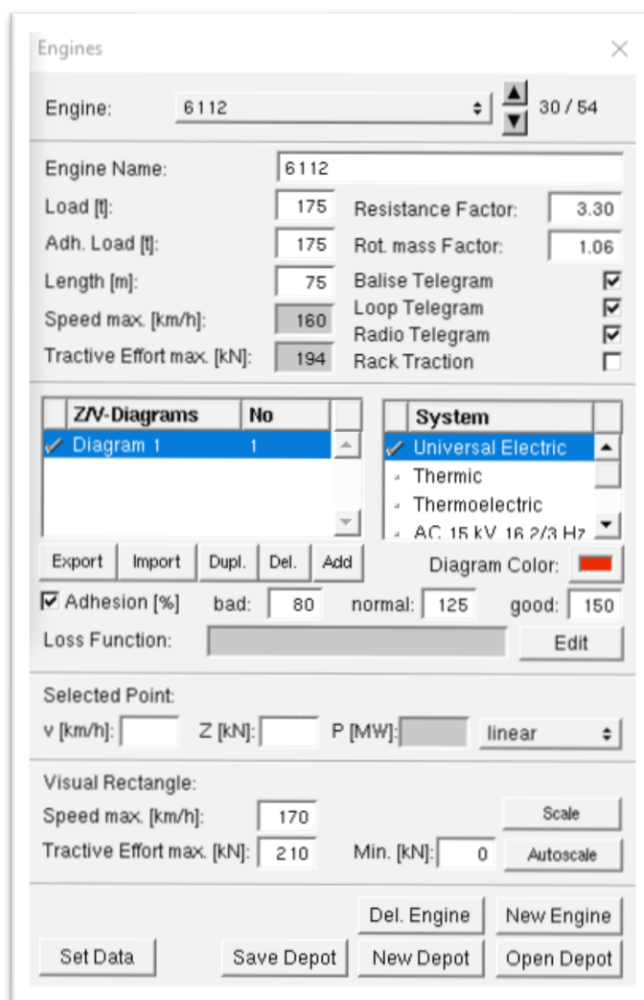 Engines
Engine: 6112 30 / 54
Engine Name: 6112
Load [t]: 175 Resistance Factor: 3.30
Adh. Load [t]: 175 Rot. mass Factor: 1.06
Length [m]: 75 Balise Telegram
Loop Telegram
Speed max. [km/h]: 160 Radio Telegram
Tractive Effort max. [kN]: 194 Rack Traction
Z/V-Diagrams No System
Diagram 1 1 Universal Electric
Thermic
Thermoelectric
AC 15 kV 16 2/3 Hz
Export Import Dupl. Del. Add Diagram Color:
Adhesion [%] bad: 80 normal: 125 good: 150
Loss Function: Edit
Selected Point:
v [km/h]: Z [kN]: P [MW]: linear
Visual Rectangle:
Speed max. [km/h]: 170 Scale
Tractive Effort max. [kN]: 210 Min. [kN]: 0 Autoscale
Del. Engine New Engine
Set Data Save Depot New Depot Open Depot